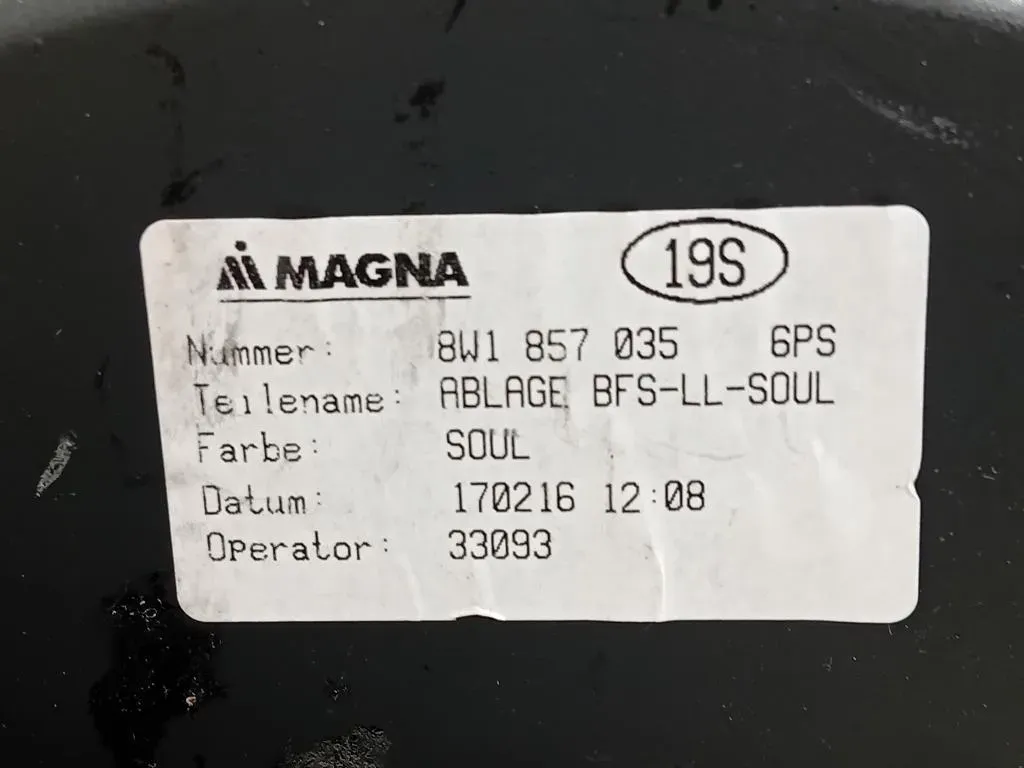 MAGNA 19S
Nummer: 8W1 857 035 6PS
Teilename: ABLAGE BFS-LL-SOUL
Farbe: SOUL
Datum: 170216 12:08
Operator: 33093